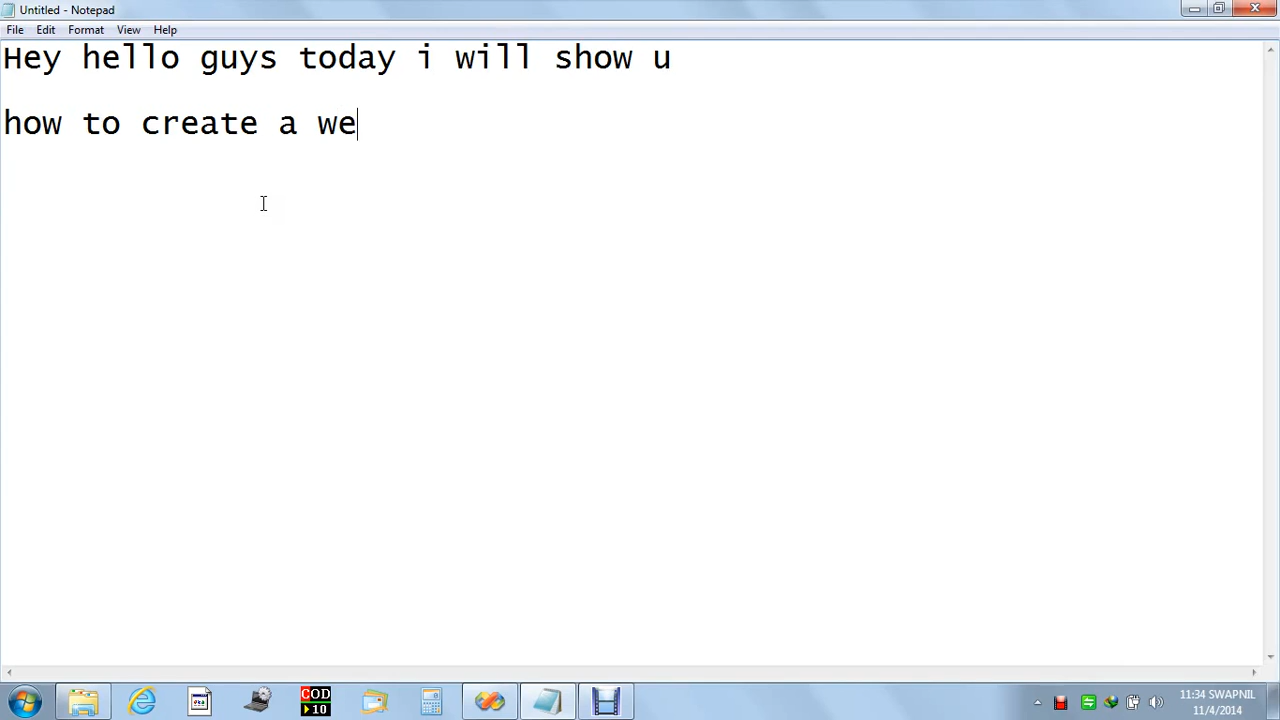 Untitled - Notepad
File Edit Format View Help
Hey hello guys today i will show u
how to create a we
COD
10
11:34 SWAPNIL
11/4/2014